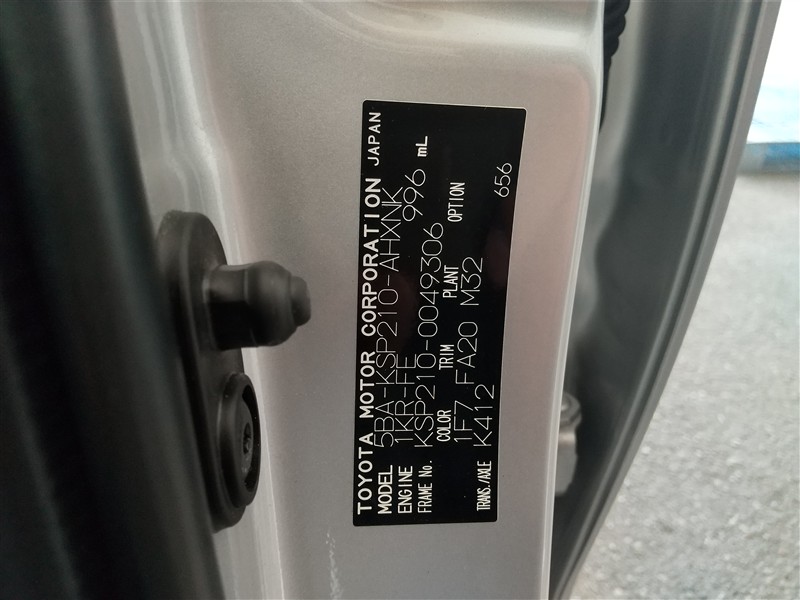 TOYOTA MOTOR CORPORATION JAPAN
MODEL 5BA-KSP210-AHXNK
ENGINE 1KR-FE 996 mL
FRAME No. KSP210-0049306
COLOR TRIM PLANT OPTION
1F7 FA20 M32
TRANS./AXLE K412 656